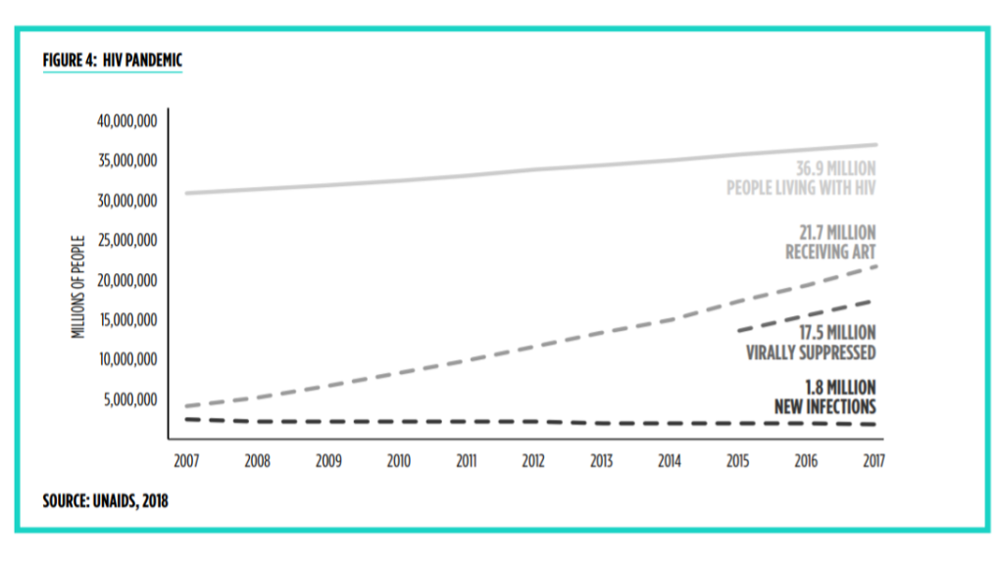 FIGURE 4: HIV PANDEMIC
40,000,000
35,000,000
30,000,000
25,000,000
20,000,000
15,000,000
10,000,000
5,000,000
MILLIONS OF PEOPLE
36.9 MILLION
PEOPLE LIVING WITH HIV
21.7 MILLION
RECEIVING ART
17.5 MILLION
VIRALLY SUPPRESSED
1.8 MILLION
NEW INFECTIONS
2007 2008 2009 2010 2011 2012 2013 2014 2015 2016 2017
SOURCE: UNAIDS, 2018